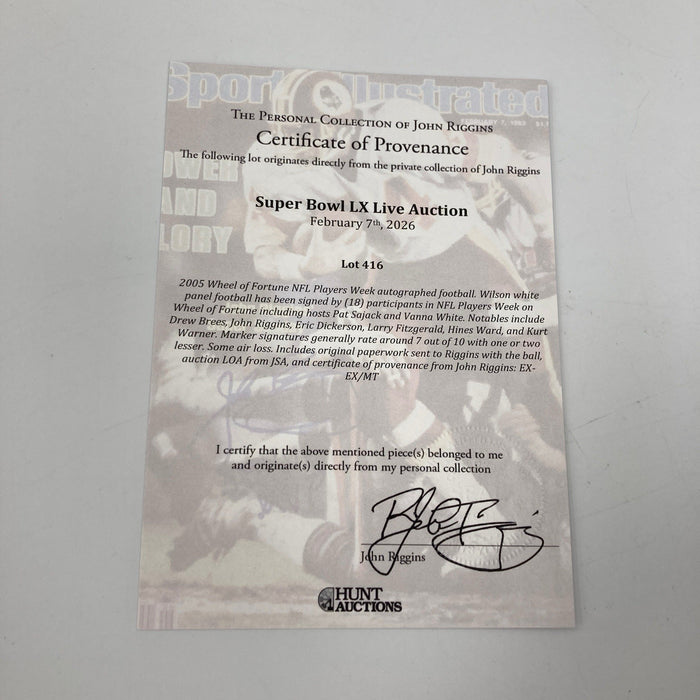 Sports Illustrated
FEBRUARY 7, 1983
THE PERSONAL COLLECTION OF JOHN RIGGINS
Certificate of Provenance
The following lot originates directly from the private collection of John Riggins
AND
LORY
Super Bowl LX Live Auction
February 7th, 2026
Lot 416
2005 Wheel of Fortune NFL Players Week autographed football. Wilson white
panel football has been signed by (18) participants in NFL Players Week on
Wheel of Fortune including hosts Pat Sajack and Vanna White. Notables include
Drew Brees, John Riggins, Eric Dickerson, Larry Fitzgerald, Hines Ward, and Kurt
Warner. Marker signatures generally rate around 7 out of 10 with one or two
lesser. Some air loss. Includes original paperwork sent to Riggins with the ball,
auction LOA from JSA, and certificate of provenance from John Riggins: EX-
EX/MT
I certify that the above mentioned piece(s) belonged to me
and originate(s) directly from my personal collection
John Riggins
HUNT
AUCTIONS